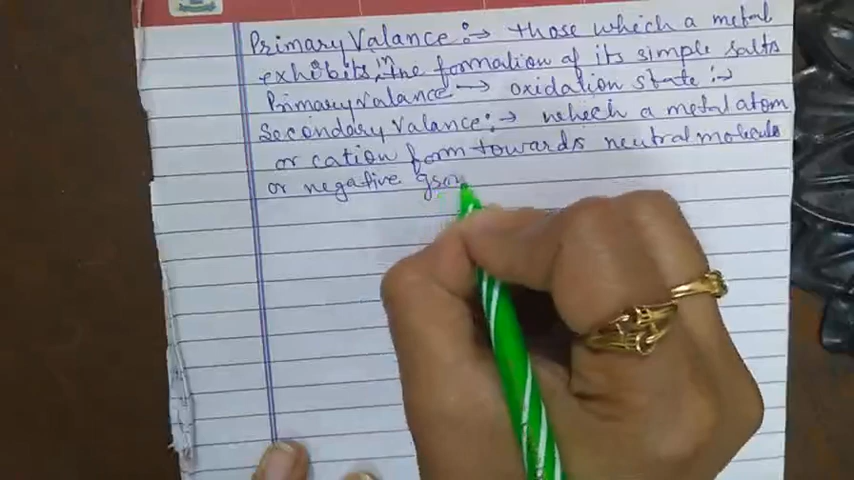 Primary Valance :→ those which a metal
exhibits in the formation of its simple salts
Primary valance → oxidation state :→
Secondary Valance :→ which a metal atom
or cation form towards neutral molecule
or negative